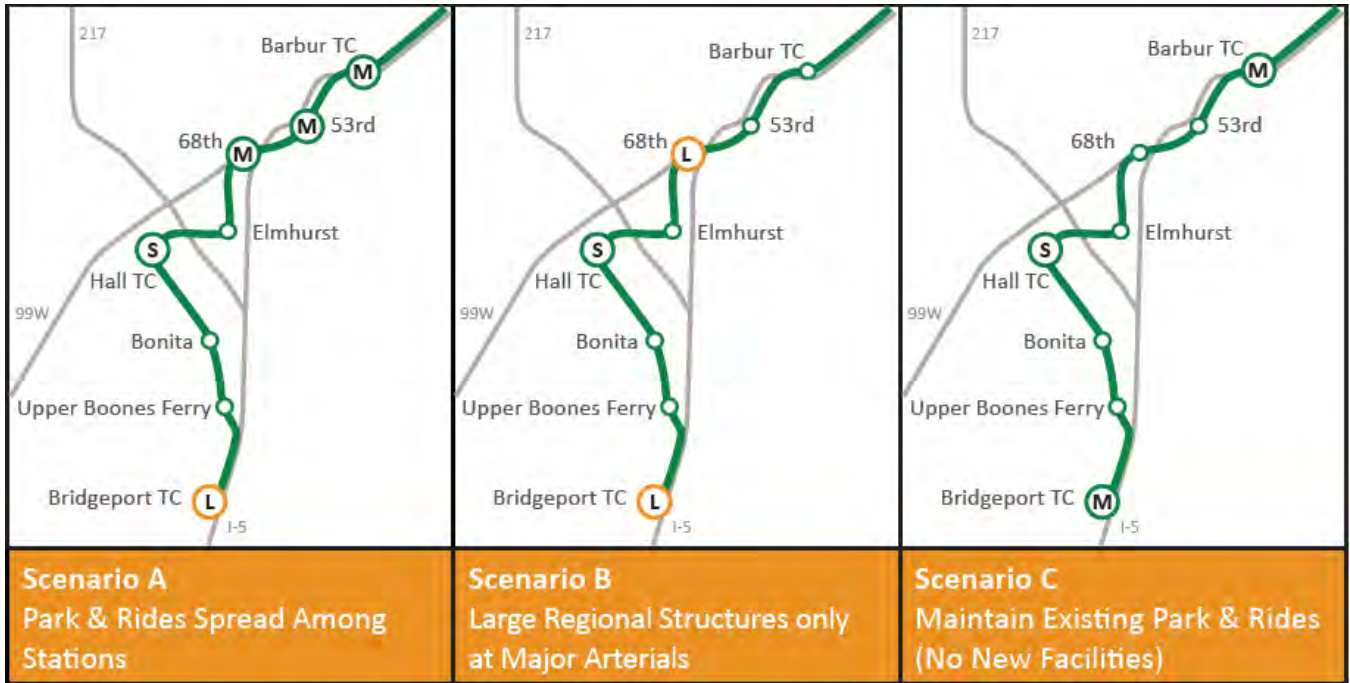 217
Barbur TC
M
M
53rd
68th
M
Elmhurst
S
Hall TC
99W
Bonita
Upper Boones Ferry
Bridgeport TC
L
I-5
Scenario A
Park & Rides Spread Among
Stations
217
Barbur TC
53rd
68th
L
Elmhurst
S
Hall TC
99W
Bonita
Upper Boones Ferry
Bridgeport TC
L
I-5
Scenario B
Large Regional Structures only
at Major Arterials
217
Barbur TC
M
53rd
68th
Elmhurst
S
Hall TC
99W
Bonita
Upper Boones Ferry
Bridgeport TC
M
I-5
Scenario C
Maintain Existing Park & Rides
(No New Facilities)